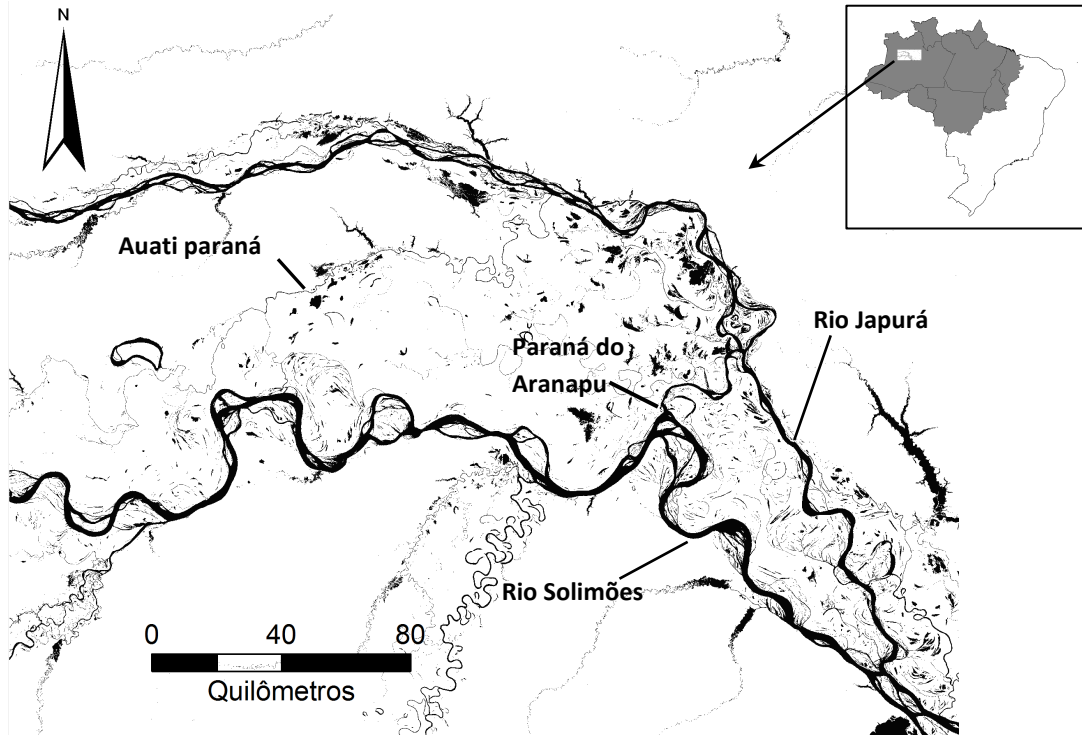 N
Auati paraná
Rio Japurá
Paraná do
Aranapu
Rio Solimões
0 40 80
Quilômetros